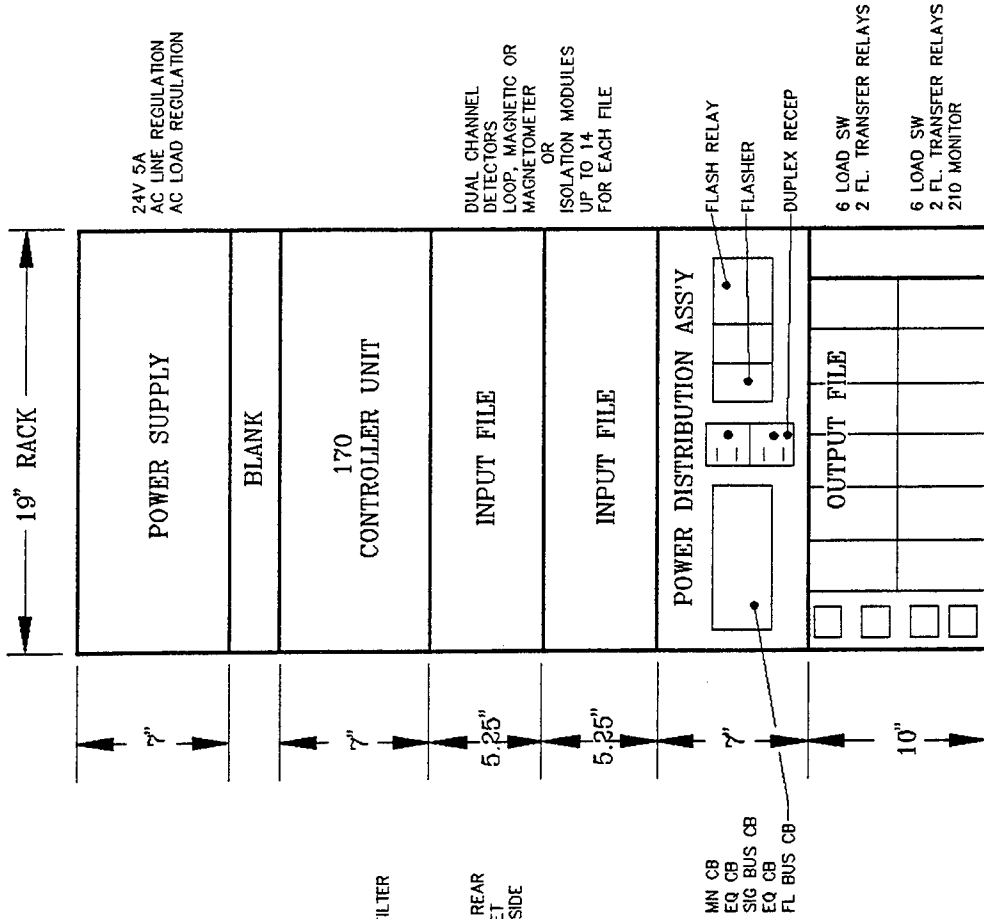 19" RACK
24V 5A
AC LINE REGULATION
AC LOAD REGULATION
7"
POWER SUPPLY
BLANK
7"
170
CONTROLLER UNIT
ILTER
5.25"
INPUT FILE
DUAL CHANNEL
DETECTORS
LOOP, MAGNETIC OR
MAGNETOMETER
OR
ISOLATION MODULES
UP TO 14
FOR EACH FILE
REAR
ET
SIDE
5.25"
INPUT FILE
7"
POWER DISTRIBUTION ASS'Y
FLASH RELAY
FLASHER
DUPLEX RECEP
MN CB
EQ CB
SIG BUS CB
EQ CB
FL BUS CB
10"
OUTPUT FILE
6 LOAD SW
2 FL. TRANSFER RELAYS
6 LOAD SW
2 FL. TRANSFER RELAYS
210 MONITOR